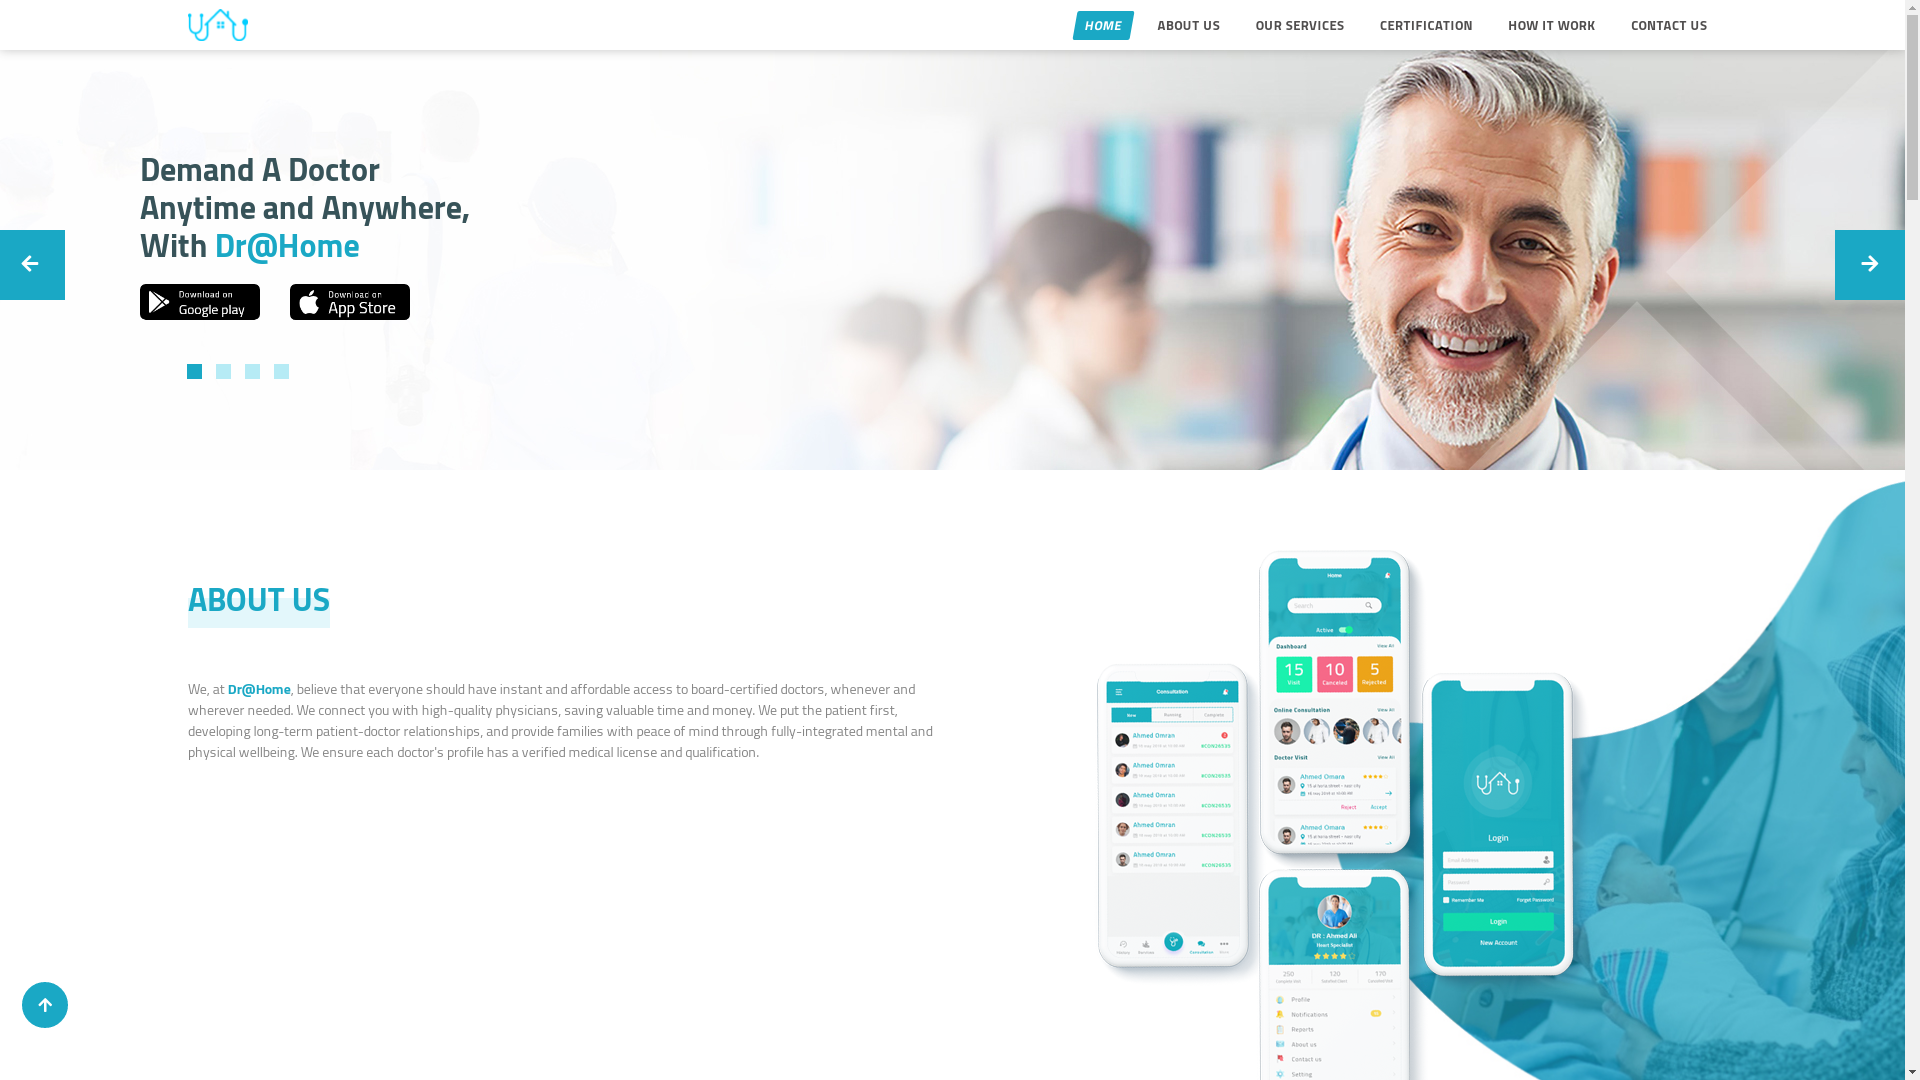 HOME
ABOUT US
OUR SERVICES
CERTIFICATION
HOW IT WORK
CONTACT US
Demand A Doctor
Anytime and Anywhere,
With Dr@Home
Download on
Google play
Download on
App Store
ABOUT US
We, at Dr@Home, believe that everyone should have instant and affordable access to board-certified doctors, whenever and
wherever needed. We connect you with high-quality physicians, saving valuable time and money. We put the patient first,
developing long-term patient-doctor relationships, and provide families with peace of mind through fully-integrated mental and
physical wellbeing. We ensure each doctor's profile has a verified medical license and qualification.
Home
Search
Active
Dashboard
View All
15
Visit
10
Canceled
5
Rejected
Online Consultation
View All
Doctor Visit
View All
Ahmed Omara
Reject
Accept
Ahmed Omara
Consultation
New
Running
Complete
Ahmed Omran
#CON26535
Ahmed Omran
#CON26535
Ahmed Omran
#CON26535
Ahmed Omran
#CON26535
Ahmed Omran
#CON26535
Consultation
More
Login
Email Address
Password
Remember Me
Forget Password
Login
New Account
DR : Ahmed Ali
Heart Specialist
250
120
170
Profile
Notifications
Reports
About us
Contact us
Setting